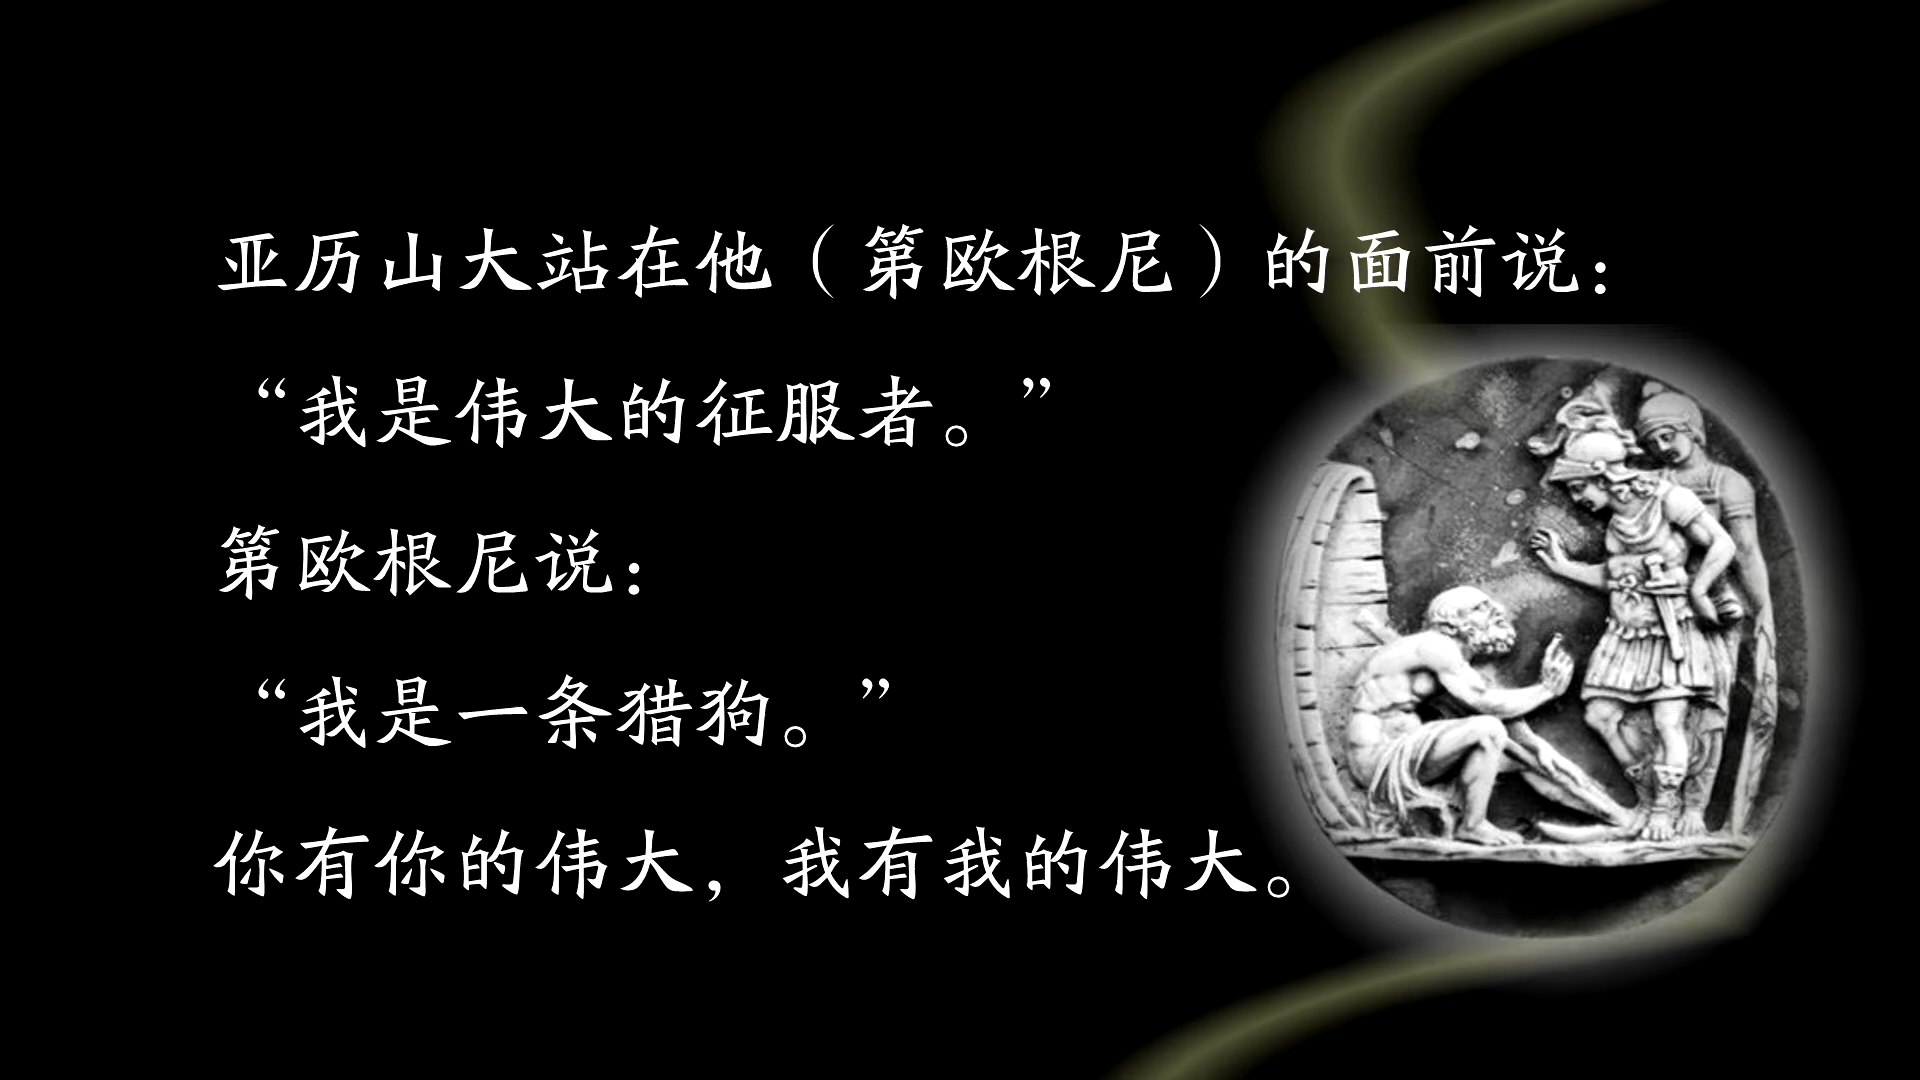 亚历山大站在他（第欧根尼）的面前说：
“我是伟大的征服者。”
第欧根尼说：
“我是一条猎狗。”
你有你的伟大，我有我的伟大。